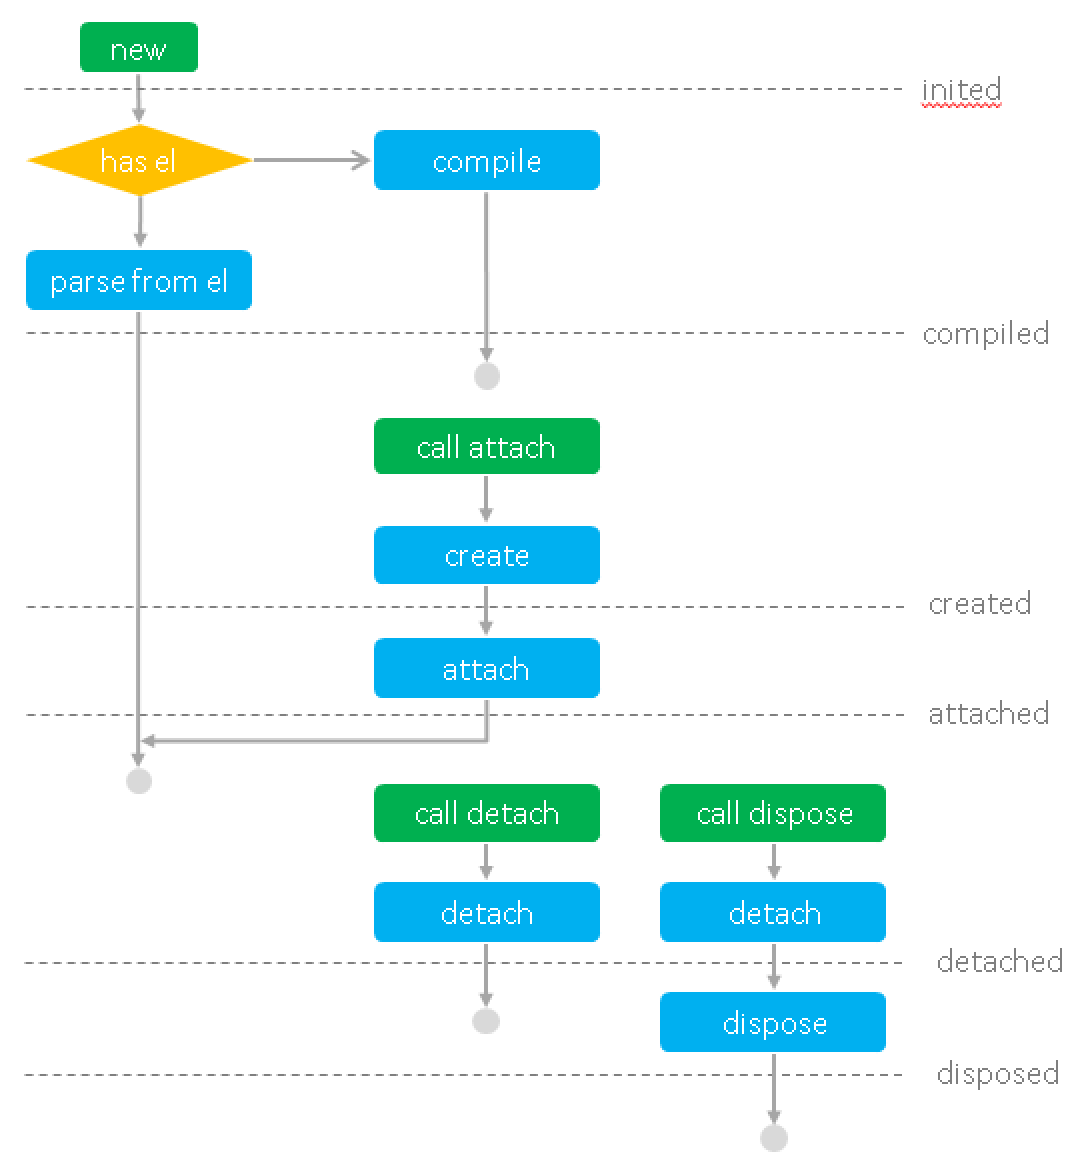 new
inited
has el
compile
parse from el
compiled
call attach
create
created
attach
attached
call detach
call dispose
detach
detach
detached
dispose
disposed